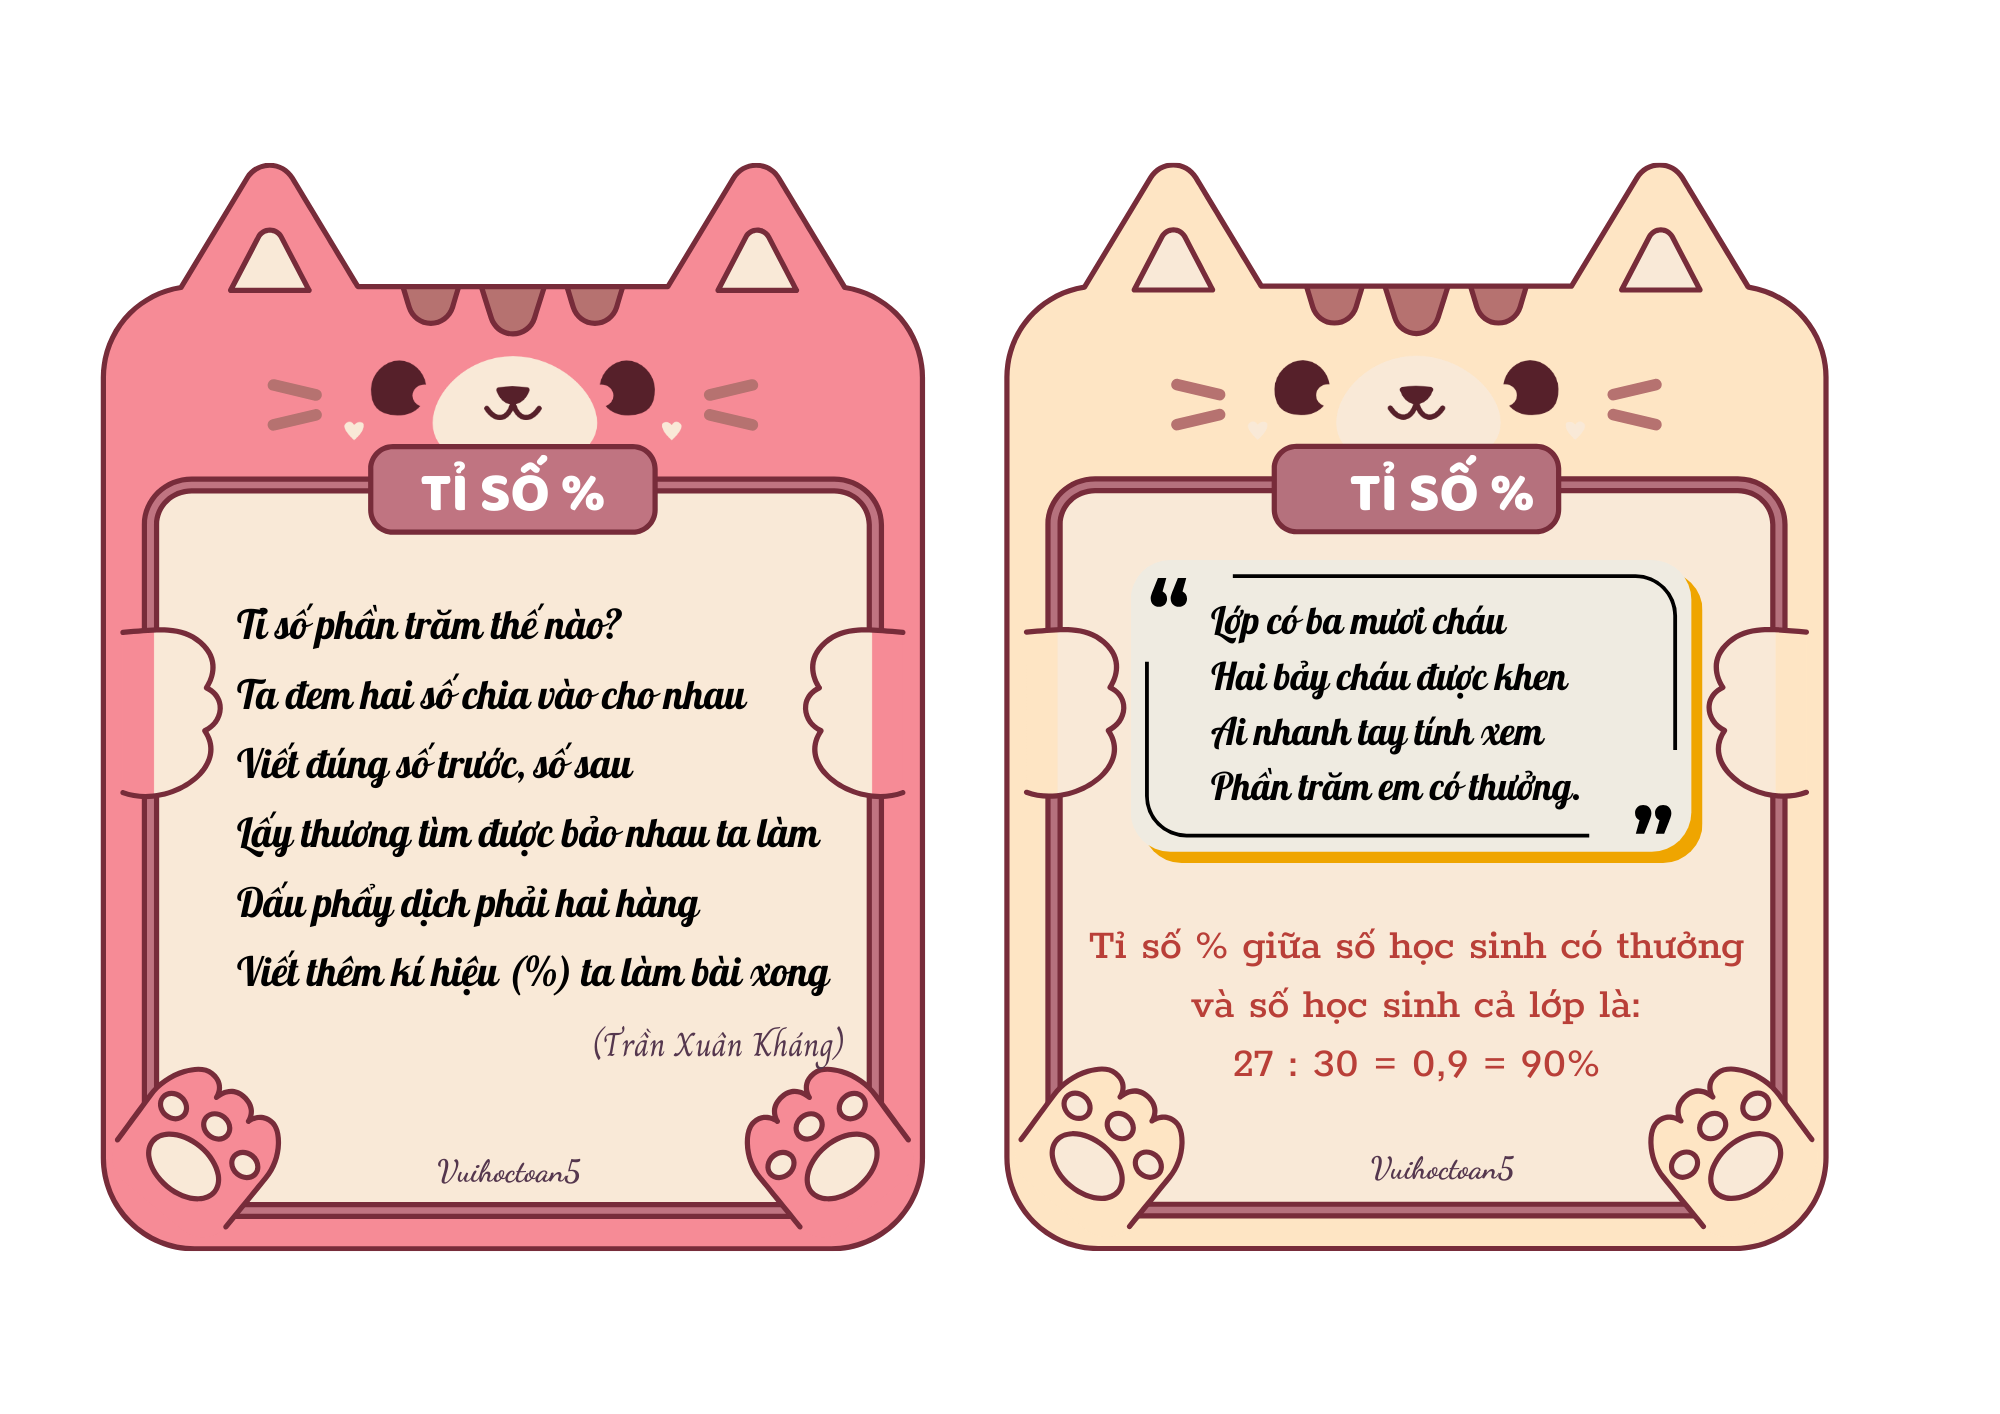 TỈ SỐ %
Tỉ số phần trăm thế nào?
Ta đem hai số chia vào cho nhau
Viết đúng số trước, số sau
Lấy thương tìm được bảo nhau ta làm
Dấu phẩy dịch phải hai hàng
Viết thêm kí hiệu (%) ta làm bài xong
(Trần Xuân Kháng)
Vuihoctoan5
TỈ SỐ %
“
Lớp có ba mươi cháu
Hai bảy cháu được khen
Ai nhanh tay tính xem
Phần trăm em có thưởng.
”
Tỉ số % giữa số học sinh có thưởng
và số học sinh cả lớp là:
27 : 30 = 0,9 = 90%
Vuihoctoan5